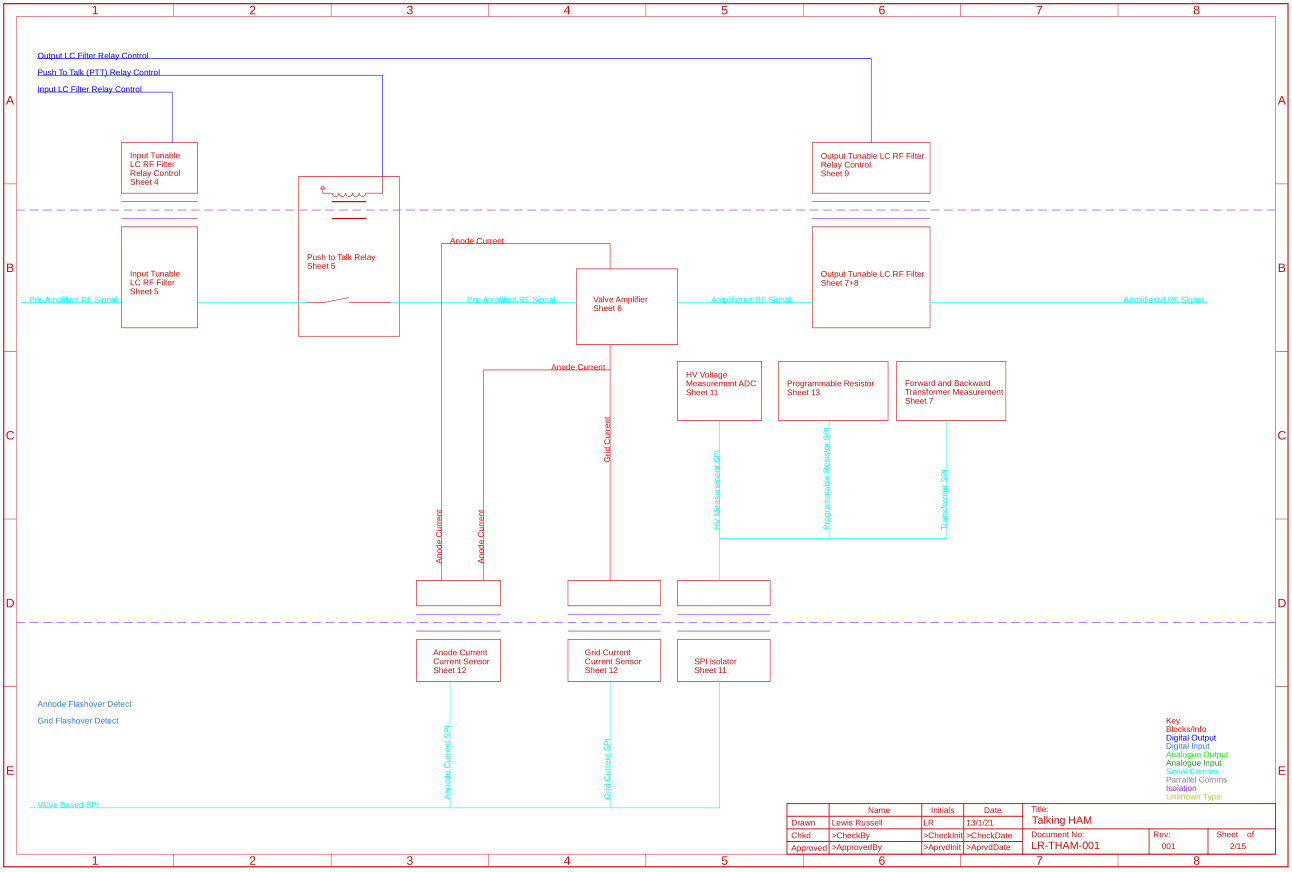 1 2 3 4 5 6 7 8
Output LC Filter Relay Control
Push To Talk (PTT) Relay Control
Input LC Filter Relay Control
A A
Input Tunable
LC RF Filter
Relay Control
Sheet 4
Output Tunable LC RF Filter
Relay Control
Sheet 9
Anode Current
Push to Talk Relay
Sheet 5
B B
Input Tunable
LC RF Filter
Sheet 5
Output Tunable LC RF Filter
Sheet 7+8
Pre-Amplified RF Signal
Pre-Amplified RF Signal
Valve Amplifier
Sheet 6
Amplifiered RF Signal
Amplifiered RF Signal
Anode Current
HV Voltage
Measurement ADC
Sheet 11
Programmable Resistor
Sheet 13
Forward and Backward
Transformer Measurement
Sheet 7
C C
Grid Current
HV Measurement SPI
Programmable Resistor SPI
Transformer SPI
Anode Current
Anode Current
D D
Anode Current
Current Sensor
Sheet 12
Grid Current
Current Sensor
Sheet 12
SPI Isolator
Sheet 11
Annode Flashover Detect
Grid Flashover Detect
Annode Current SPI
Grid Current SPI
E E
Valve Based SPI
Key
Blocks/Info
Digital Output
Digital Input
Analogue Output
Analogue Input
Serial Comms
Parrallel Comms
Isolation
Unknown Type
Name Initials Date
Drawn Lewis Russell LR 13/1/21
Chkd >CheckBy >CheckInit >CheckDate
Approved >ApprovedBy >AprvdInit >AprvdDate
Title:
Talking HAM
Document No: Rev: Sheet of
LR-THAM-001 001 2/15
1 2 3 4 5 6 7 8